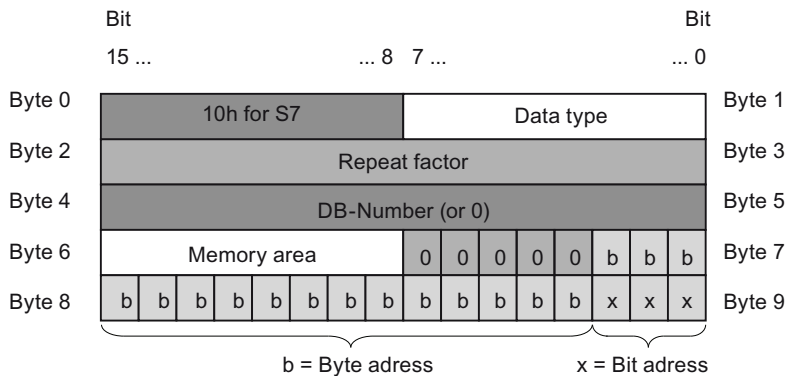 Bit Bit
15 ... ... 8 7 ... ... 0
Byte 0 10h for S7 Data type Byte 1
Byte 2 Repeat factor Byte 3
Byte 4 DB-Number (or 0) Byte 5
Byte 6 Memory area 0 0 0 0 0 b b b Byte 7
Byte 8 b b b b b b b b b b b b b x x x Byte 9
b = Byte adress x = Bit adress